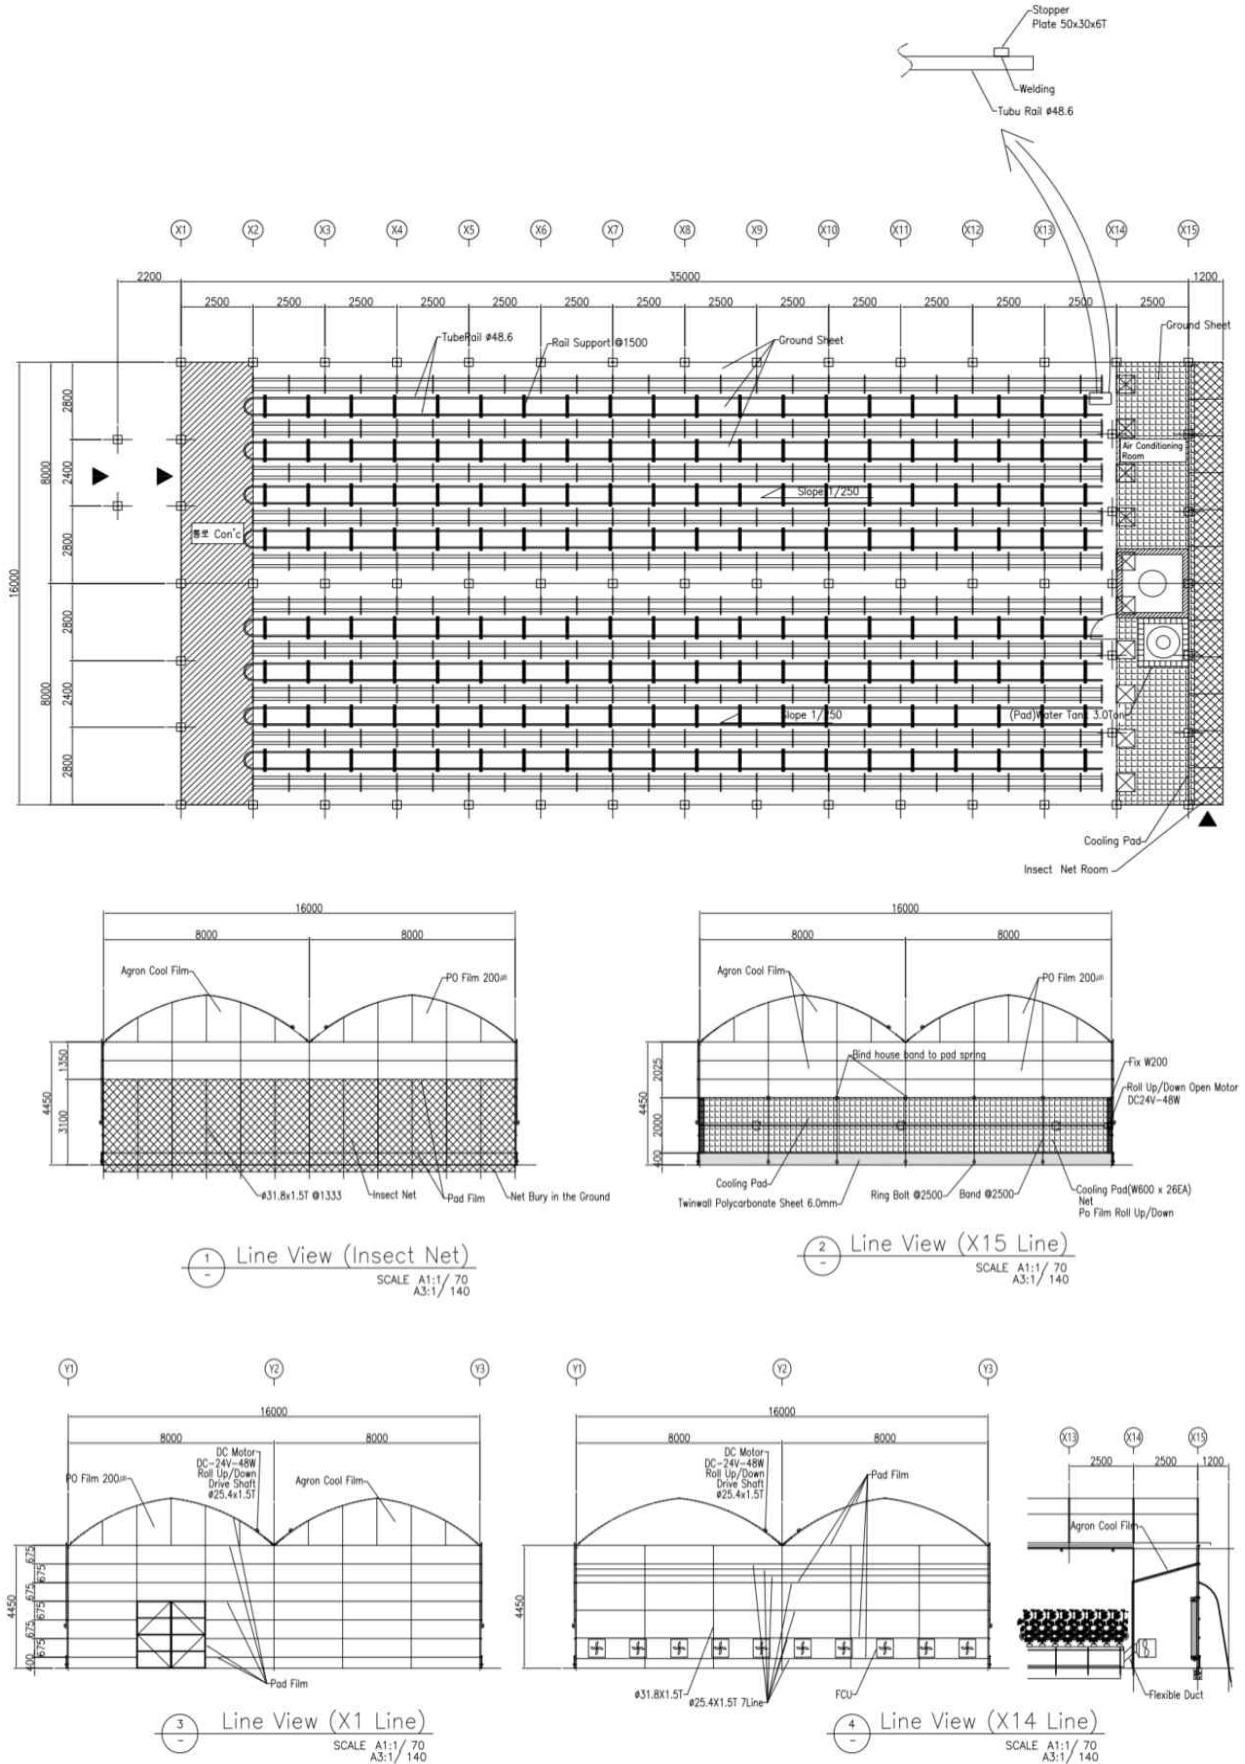 Stopper
Plate 50x30x6T
Welding
Tubu Rail ø48.6
X1 X2 X3 X4 X5 X6 X7 X8 X9 X10 X11 X12 X13 X14 X15
2200 35000 1200
2500 2500 2500 2500 2500 2500 2500 2500 2500 2500 2500 2500 2500 2500
TubeRail ø48.6
Rail Support @1500
Ground Sheet
Ground Sheet
16000
8000
8000
2800
2400
2800
2800
2400
2800
Air Conditioning
Room
Slope 1/250
통로 Con'c
Slope 1/250
(Pad)Water Tank 3.0Ton
Cooling Pad
Insect Net Room
16000
8000 8000
Agron Cool Film
PO Film 200㎛
4450
1350
3100
ø31.8x1.5T @1333
Insect Net
Pad Film
Net Bury in the Ground
1 Line View (Insect Net)
-
SCALE A1:1/ 70
A3:1/ 140
16000
8000 8000
Agron Cool Film
PO Film 200㎛
Bind house band to pad spring
Fix W200
Roll Up/Down Open Motor
DC24V-48W
4450
2025
2000
400
Cooling Pad
Twinwall Polycarbonate Sheet 6.0mm
Ring Bolt @2500
Band @2500
Cooling Pad(W600 x 26EA)
Net
Po Film Roll Up/Down
2 Line View (X15 Line)
-
SCALE A1:1/ 70
A3:1/ 140
Y1 Y2 Y3
16000
8000 8000
PO Film 200㎛
DC Motor
DC-24V-48W
Roll Up/Down
Drive Shaft
ø25.4x1.5T
Agron Cool Film
4450
675
675
675
675
675
675
400
Pad Film
3 Line View (X1 Line)
-
SCALE A1:1/ 70
A3:1/ 140
Y1 Y2 Y3
16000
8000 8000
DC Motor
DC-24V-48W
Roll Up/Down
Drive Shaft
ø25.4x1.5T
Pad Film
4450
ø31.8X1.5T
ø25.4X1.5T 7Line
FCU
X13 X14 X15
2500 2500 1200
Agron Cool Film
Flexible Duct
4 Line View (X14 Line)
-
SCALE A1:1/ 70
A3:1/ 140